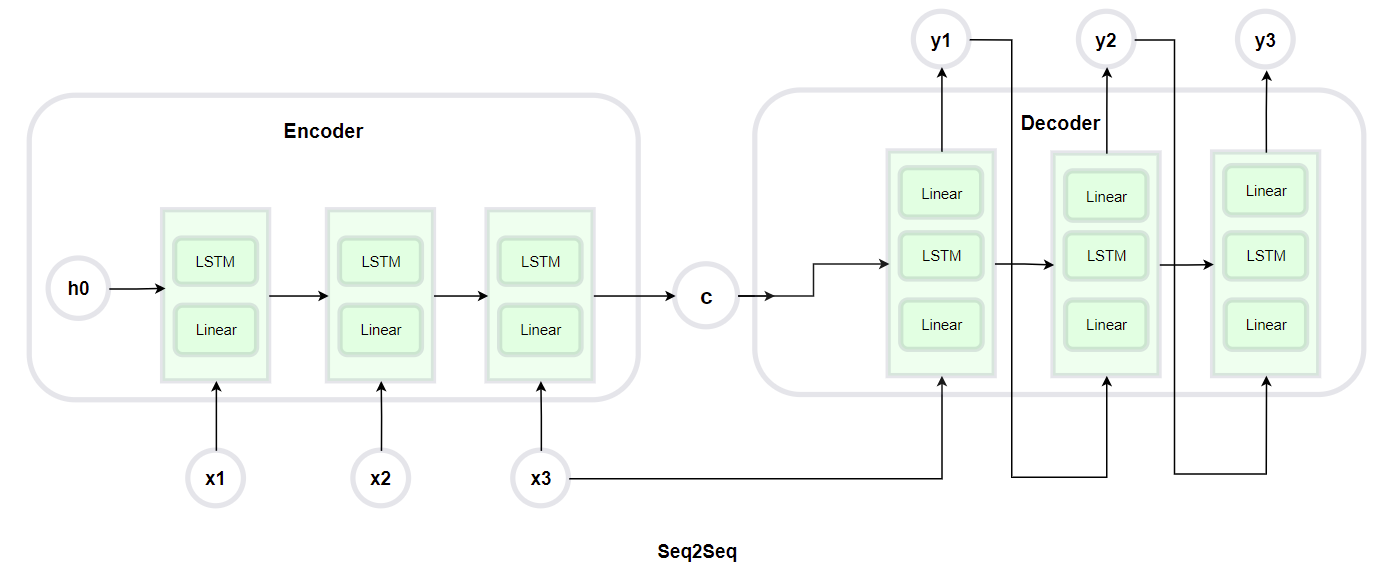 y1
y2
y3
Encoder
Decoder
h0
LSTM
Linear
LSTM
Linear
LSTM
Linear
c
Linear
LSTM
Linear
Linear
LSTM
Linear
Linear
LSTM
Linear
x1
x2
x3
Seq2Seq